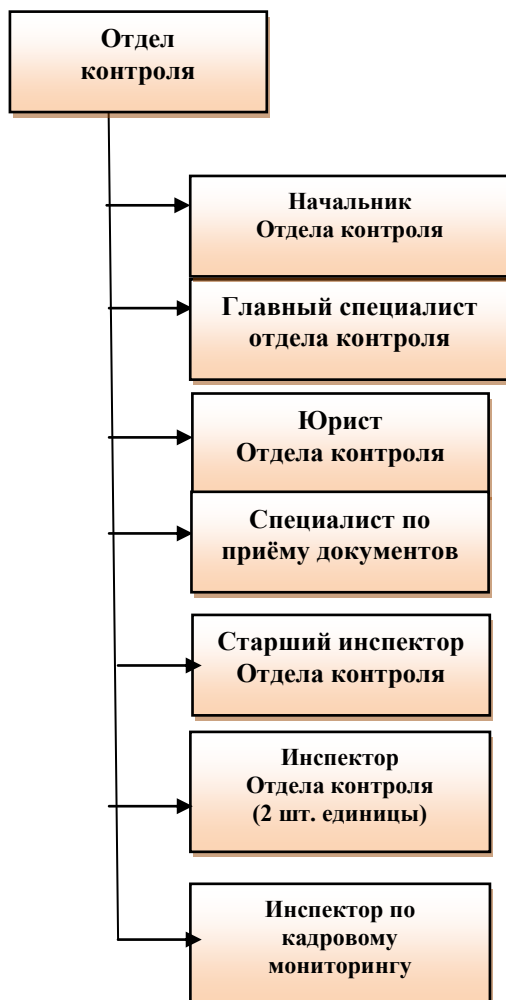 Отдел
контроля
Начальник
Отдела контроля
Главный специалист
отдела контроля
Юрист
Отдела контроля
Специалист по
приёму документов
Старший инспектор
Отдела контроля
Инспектор
Отдела контроля
(2 шт. единицы)
Инспектор по
кадровому
мониторингу